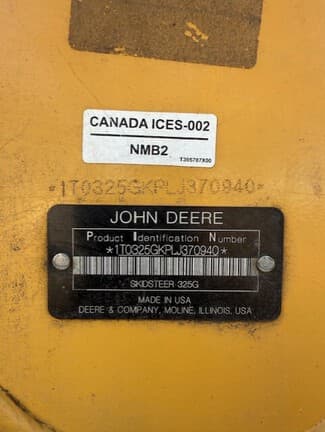 CANADA ICES-002
NMB2
T365787X00
*1T0325GKPLJ370940*
JOHN DEERE
Product Identification Number
*1T0325GKPLJ370940*
SKIDSTEER 325G
MADE IN USA
DEERE & COMPANY, MOLINE, ILLINOIS, USA